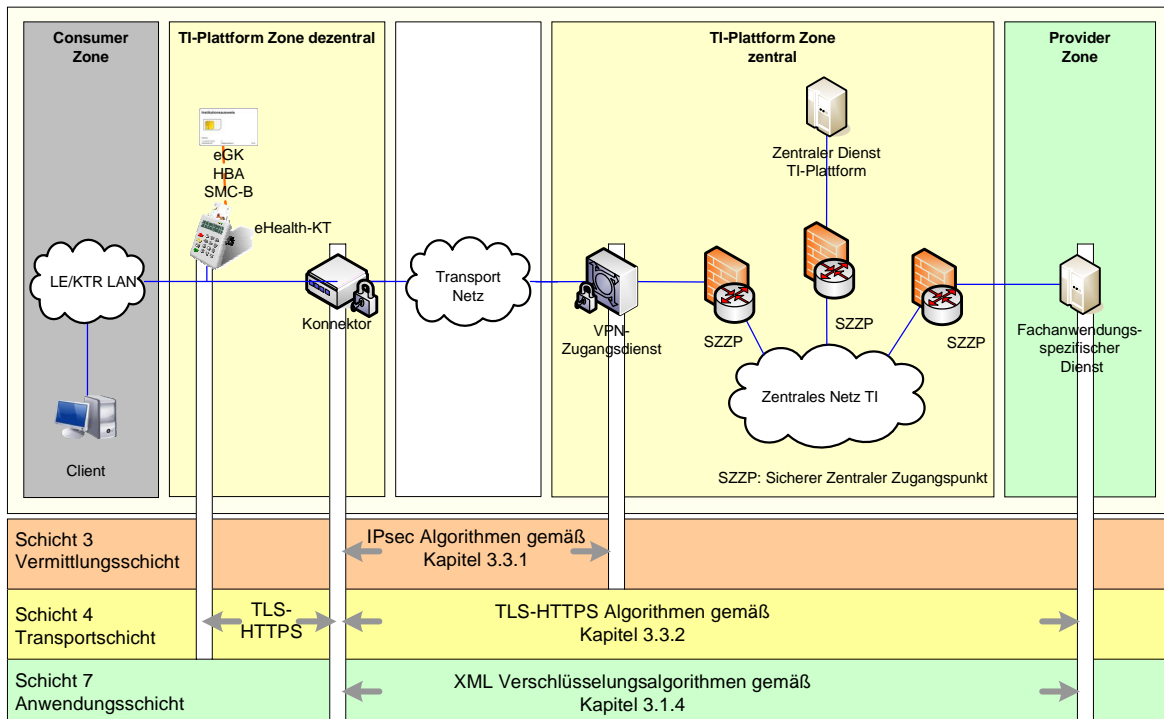 Consumer
Zone
TI-Plattform Zone dezentral
TI-Plattform Zone
zentral
Provider
Zone
eGK
HBA
SMC-B
eHealth-KT
LE/KTR LAN
Konnektor
Transport
Netz
VPN-
Zugangsdienst
Zentraler Dienst
TI-Plattform
SZZP
SZZP
SZZP
Fachanwendungs-
spezifischer
Dienst
Zentrales Netz TI
Client
SZZP: Sicherer Zentraler Zugangspunkt
Schicht 3
Vermittlungsschicht
IPsec Algorithmen gemäß
Kapitel 3.3.1
Schicht 4
Transportschicht
TLS-
HTTPS
TLS-HTTPS Algorithmen gemäß
Kapitel 3.3.2
Schicht 7
Anwendungsschicht
XML Verschlüsselungsalgorithmen gemäß
Kapitel 3.1.4